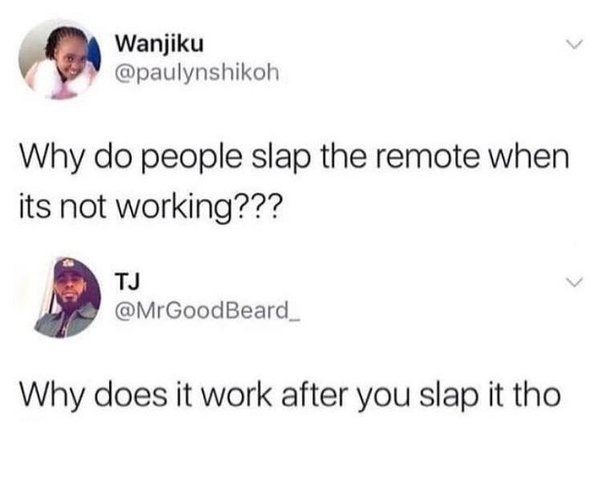 Wanjiku
@paulynshikoh
Why do people slap the remote when
its not working???
TJ
@MrGoodBeard_
Why does it work after you slap it tho